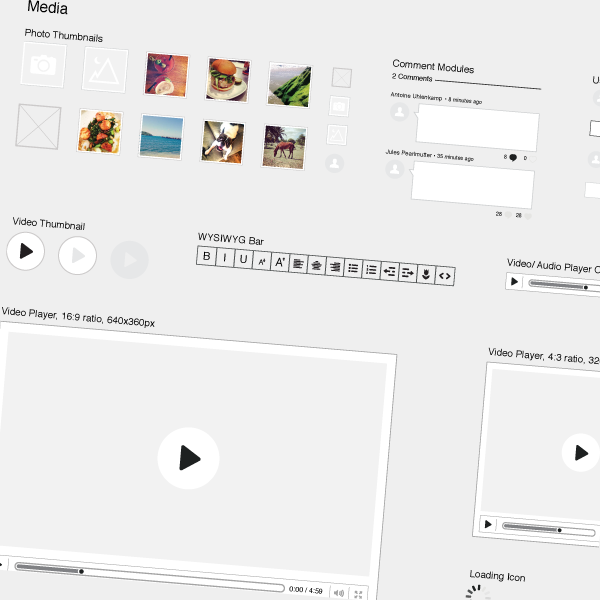 Media
Photo Thumbnails
Comment Modules
2 Comments
Antoine Uhlenkamp • 8 minutes ago
6 0
Jules Pearlmutter • 35 minutes ago
28 28
Video Thumbnail
WYSIWYG Bar
B I U A A
Video/ Audio Player
Video Player, 16:9 ratio, 640x360px
Video Player, 4:3 ratio,
0:00 / 4:59
Loading Icon